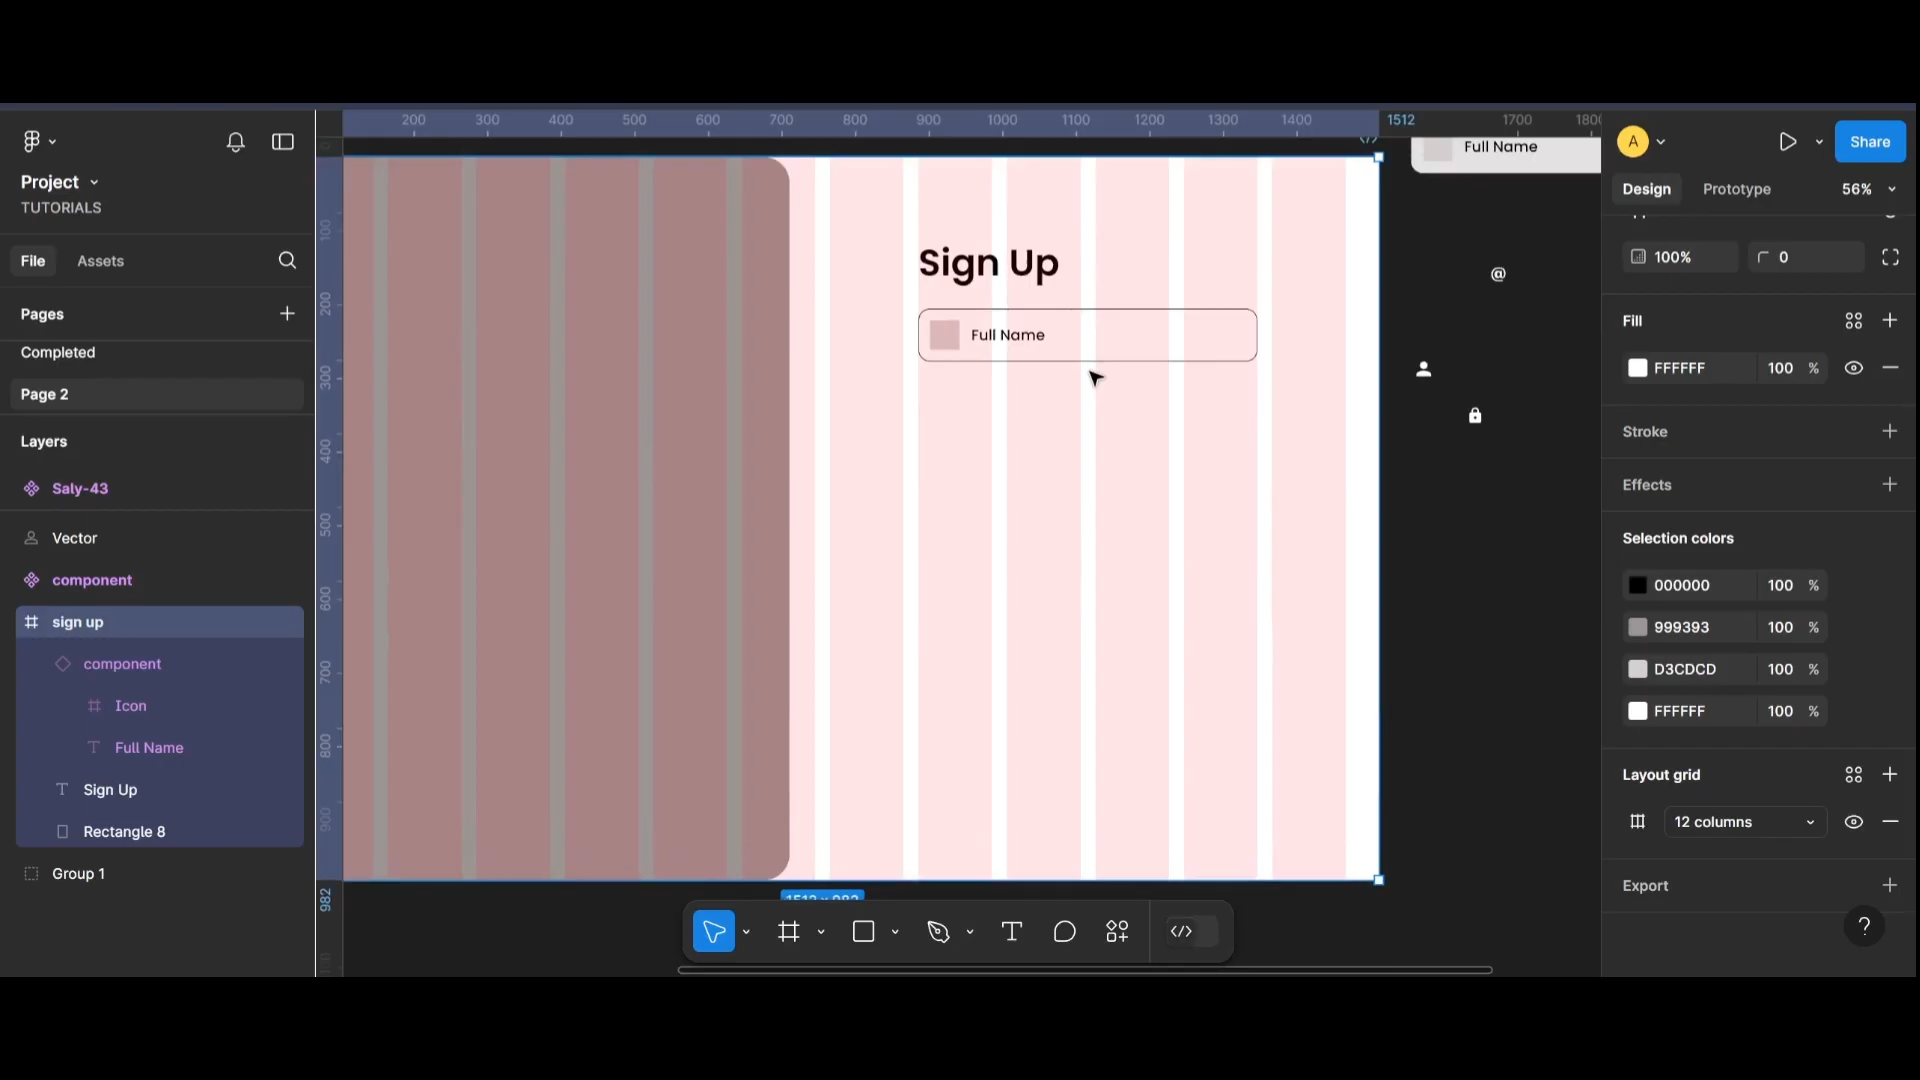 Project
TUTORIALS
File
Assets
Pages
Completed
Page 2
Layers
Saly-43
Vector
component
sign up
component
Icon
Full Name
Sign Up
Rectangle 8
Group 1
200 300 400 500 600 700 800 900 1000 1100 1200 1300 1400 1512 1700 1800
100
200
300
400
500
600
700
800
900
982
Sign Up
Full Name
Full Name
@
1512 x 982
A
Share
Design
Prototype
56%
100%
0
Fill
FFFFFF 100 %
Stroke
Effects
Selection colors
000000 100 %
999393 100 %
D3CDCD 100 %
FFFFFF 100 %
Layout grid
12 columns
Export
?